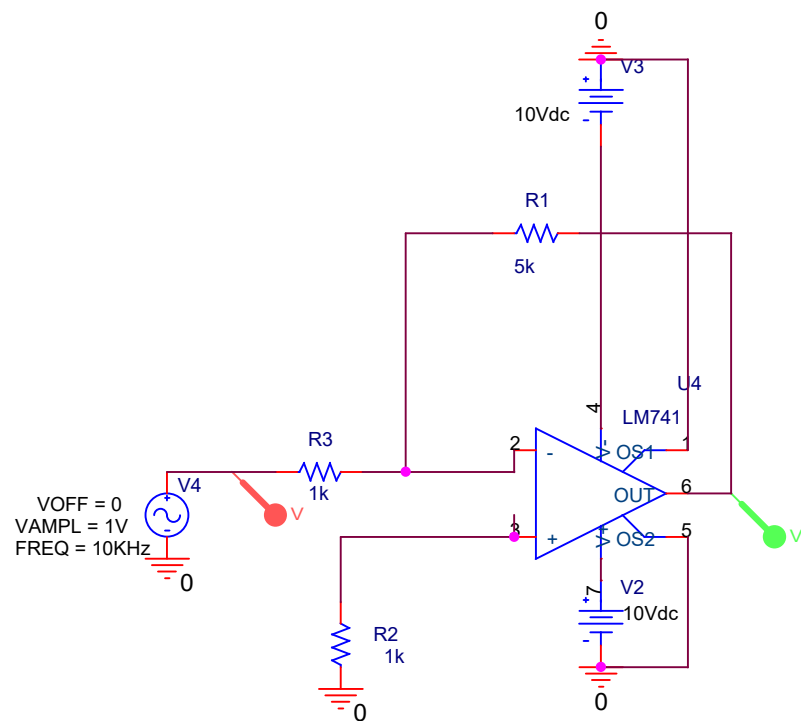 0
V3
+
10Vdc
-
R1
5k
U4
4
LM741
R3
2
-
V-
OS1
1
V4
1k
V
OUT
6
VOFF = 0
+
VAMPL = 1V
-
FREQ = 10KHz
3
+
V+
OS2
5
V
0
7
V2
+
10Vdc
-
R2
1k
0
0